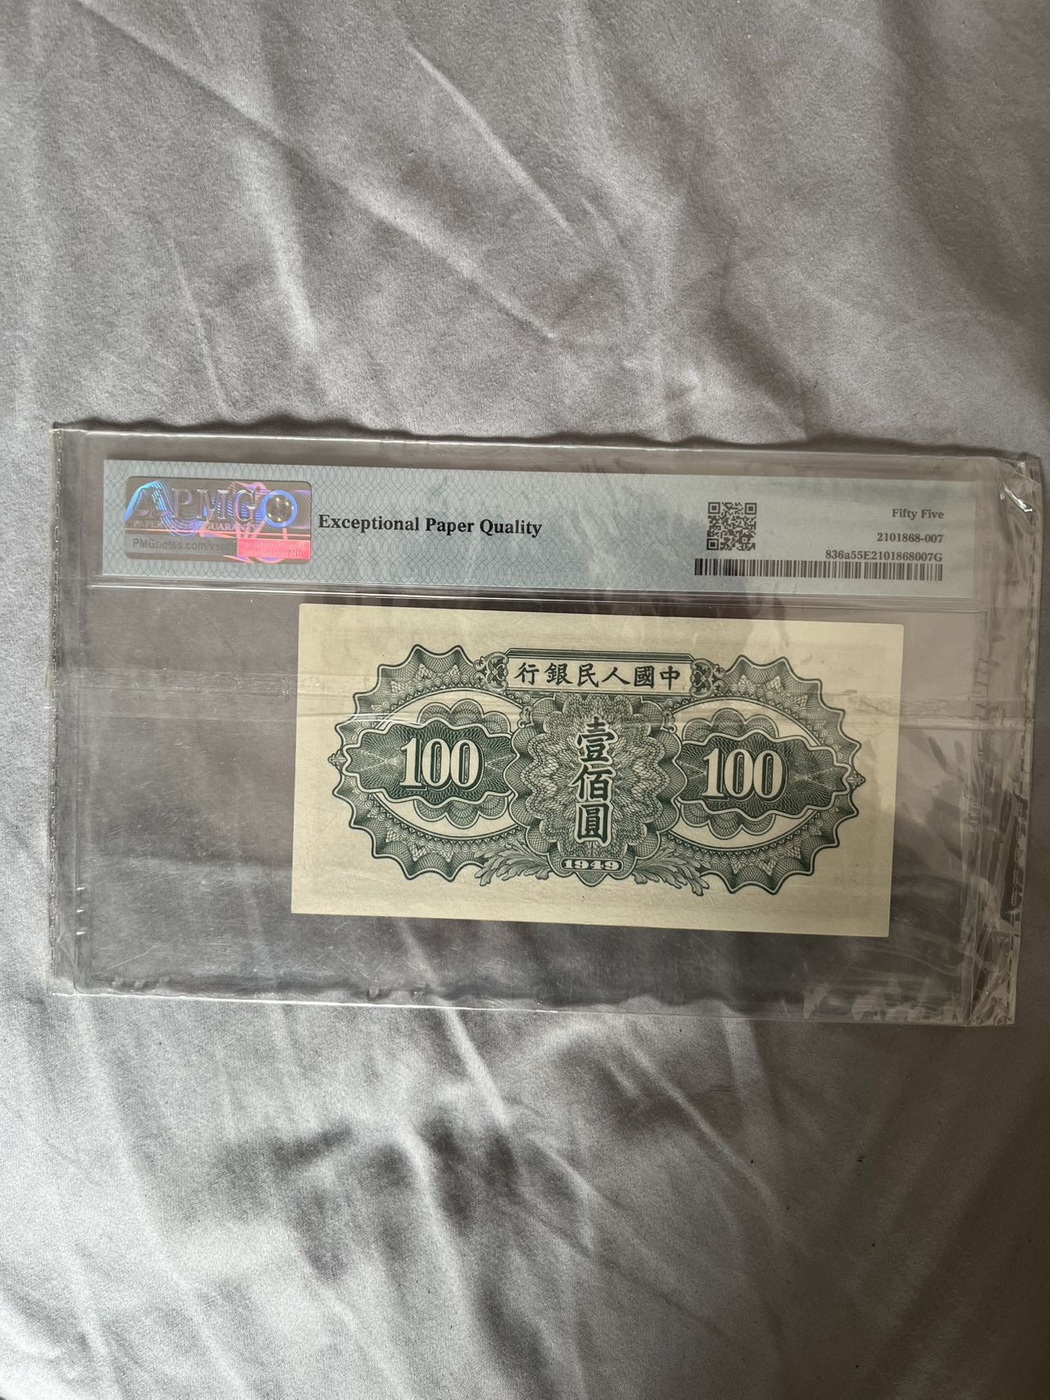 PMG
PMGnotes.com
Exceptional Paper Quality
Fifty Five
2101868-007
836a55E2101868007G
行銀民人國中
100
壹佰圓
100
1949